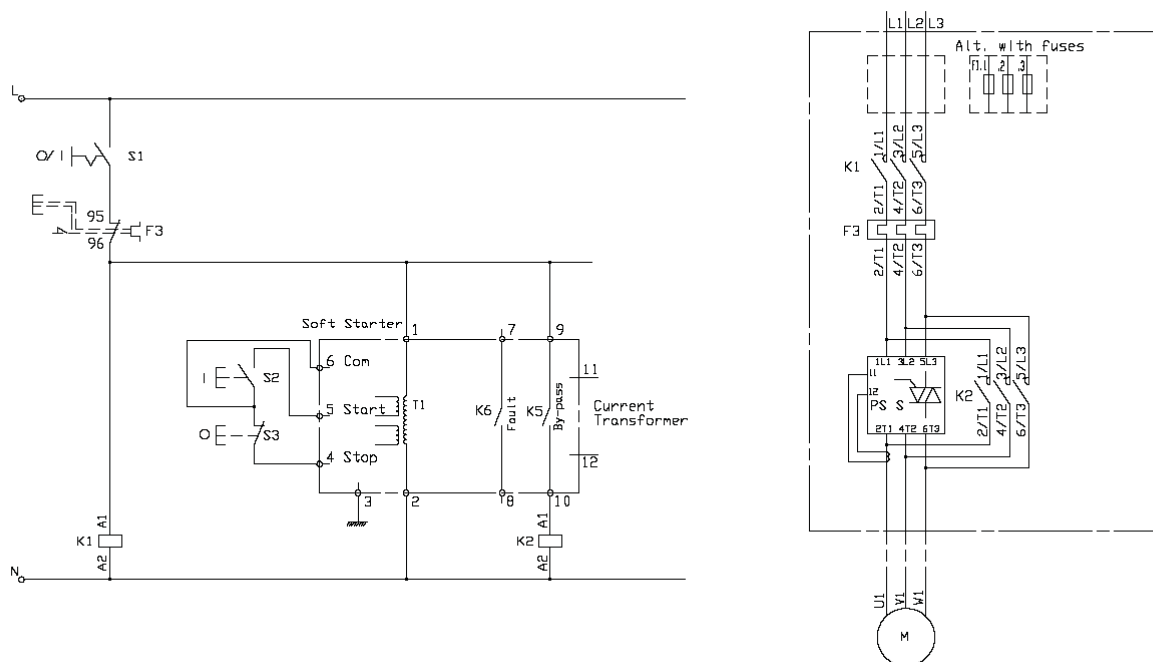 L
O/I S1
95
96 F3
Soft Starter 1 7 9
6 Com
I S2
11
5 Start T1
K6 Fault K5 By-pass
Current
Transformer
O S3
4 Stop
12
3 2 8 10
A1 A1
K1 K2
A2 A2
N
L1 L2 L3
Alt. with fuses
F1.1 .2 .3
1/L1 3/L2 5/L3
K1
2/T1 4/T2 6/T3
F3
2/T1 4/T2 6/T3
1L1 3L2 5L3
11
12
PS S
2T1 4T2 6T3
1/L1 3/L2 5/L3
K2
2/T1 4/T2 6/T3
U1 V1 W1
M